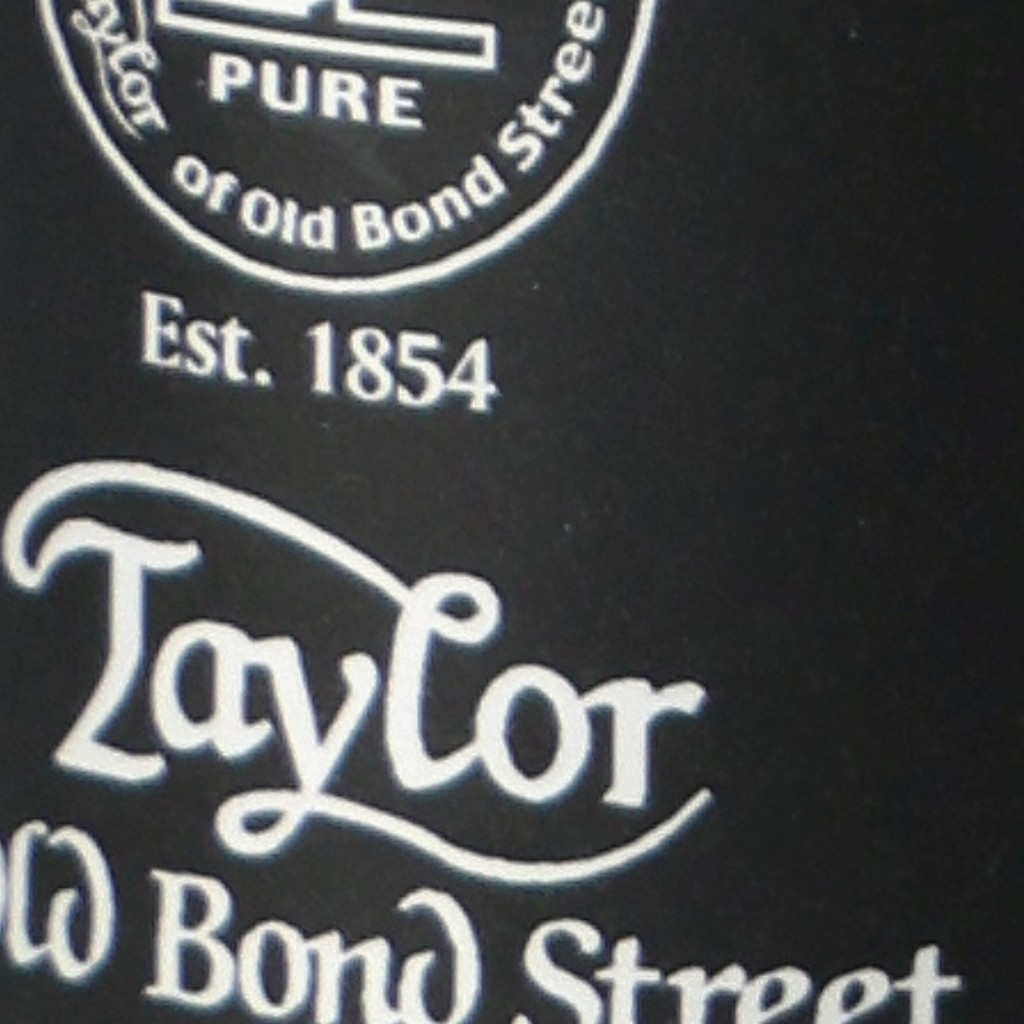 PURE
Taylor of Old Bond Stree
Est. 1854
Taylor
Old Bond Street